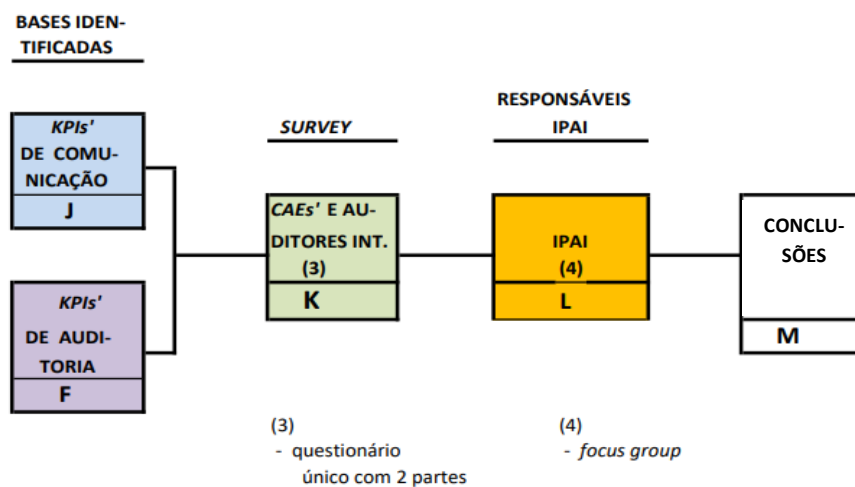 BASES IDEN-
TIFICADAS
KPIs'
DE COMU-
NICAÇÃO
J
KPIs'
DE AUDI-
TORIA
F
SURVEY
CAEs' E AU-
DITORES INT.
(3)
K
RESPONSÁVEIS
IPAI
IPAI
(4)
L
CONCLU-
SÕES
M
(3)
- questionário
único com 2 partes
(4)
- focus group